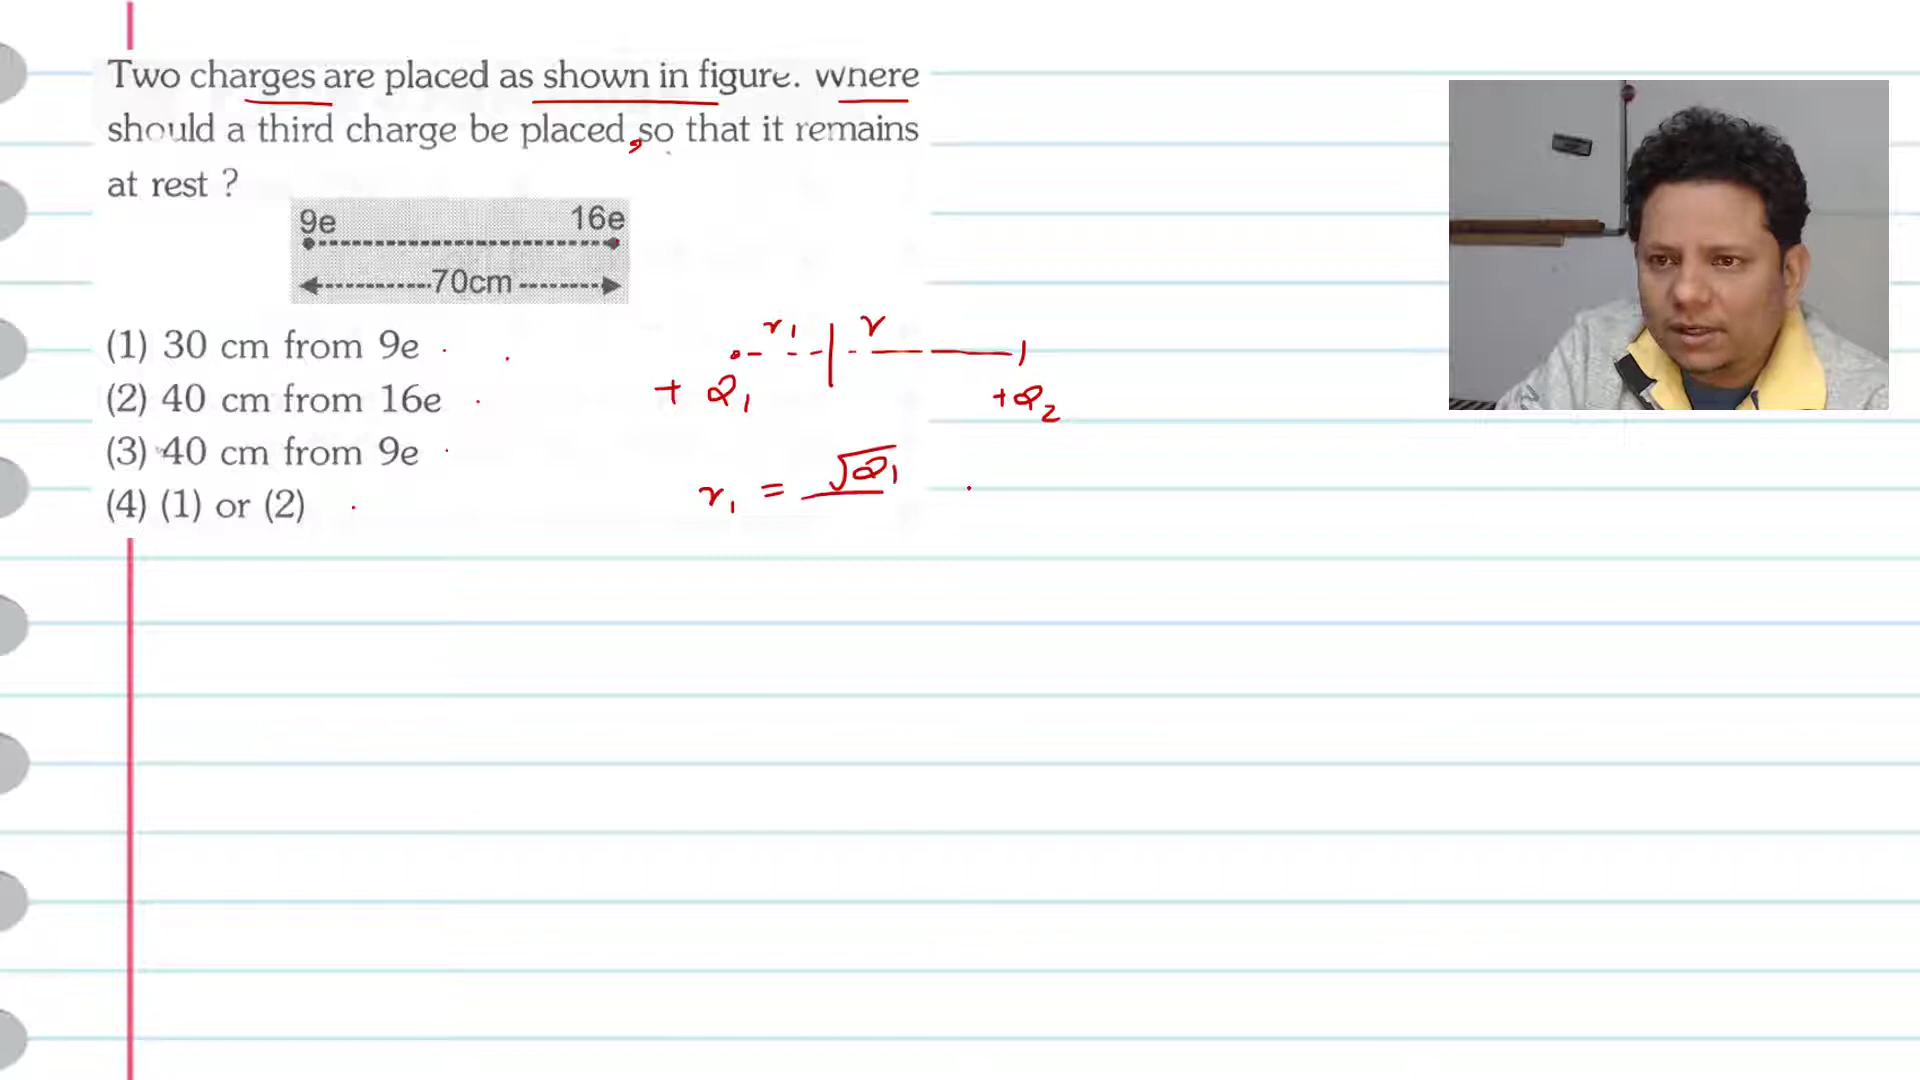 Two charges are placed as shown in figure. Where
should a third charge be placed, so that it remains
at rest ?
9e 16e
70cm
(1) 30 cm from 9e
(2) 40 cm from 16e
(3) 40 cm from 9e
(4) (1) or (2)
r₁ r
+ Q₁ +Q₂
r₁ = √Q₁